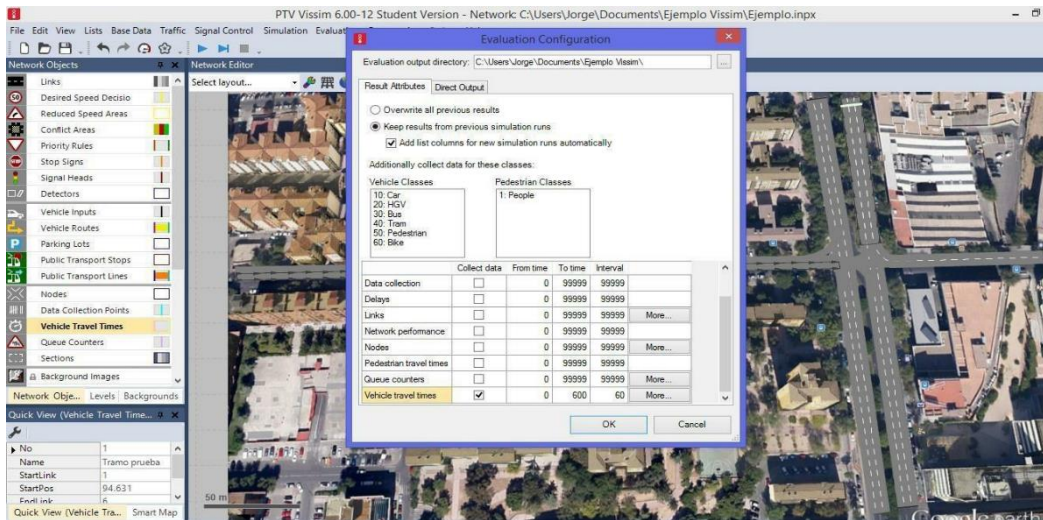 PTV Vissim 6.00-12 Student Version - Network: C:\Users\Jorge\Documents\Ejemplo Vissim\Ejemplo.inpx
File Edit View Lists Base Data Traffic Signal Control Simulation Evaluat
Network Objects
Links
Desired Speed Decisio
Reduced Speed Areas
Conflict Areas
Priority Rules
Stop Signs
Signal Heads
Detectors
Vehicle Inputs
Vehicle Routes
Parking Lots
Public Transport Stops
Public Transport Lines
Nodes
Data Collection Points
Vehicle Travel Times
Queue Counters
Sections
Background Images
Network Obje... Levels Backgrounds
Quick View (Vehicle Travel Time...
No 1
Name Tramo prueba
StartLink 1
StartPos 94.631
EndLink 6
Quick View (Vehicle Tra... Smart Map
Network Editor
Select layout...
50 m
Evaluation Configuration
Evaluation output directory: C:\Users\Jorge\Documents\Ejemplo Vissim\ ...
Result Attributes Direct Output
Overwrite all previous results
Keep results from previous simulation runs
Add list columns for new simulation runs automatically
Additionally collect data for these classes:
Vehicle Classes Pedestrian Classes
10: Car 1: People
20: HGV
30: Bus
40: Tram
50: Pedestrian
60: Bike
Collect data From time To time Interval
Data collection 0 99999 99999
Delays 0 99999 99999
Links 0 99999 99999 More...
Network performance 0 99999 99999
Nodes 0 99999 99999 More...
Pedestrian travel times 0 99999 99999
Queue counters 0 99999 99999 More...
Vehicle travel times 0 600 60 More...
OK Cancel
Google earth